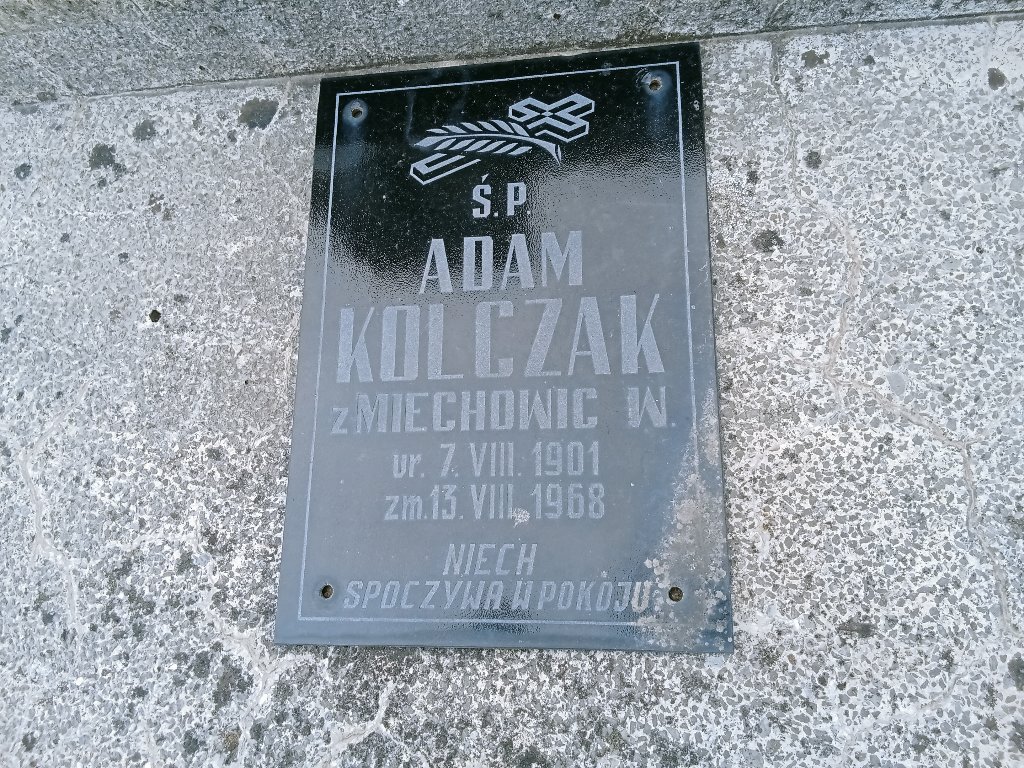 Ś.P.
ADAM
KOLCZAK
z MIECHOWIC W.
ur. 7. VIII. 1901
zm. 13. VIII. 1968
NIECH
SPOCZYWA W POKOJU